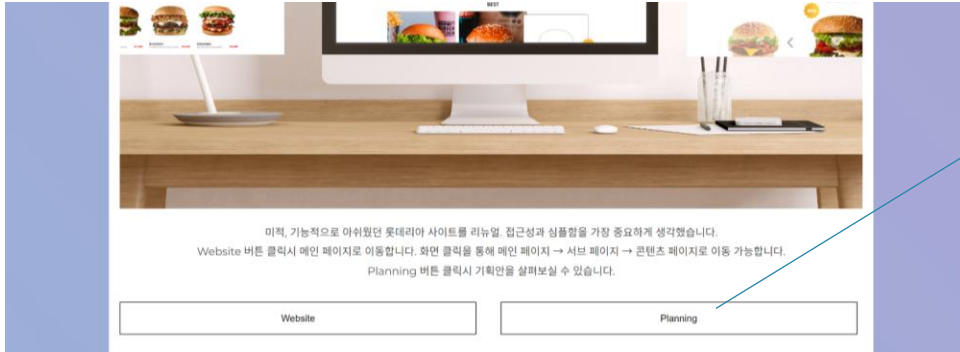 BEST
미적, 기능적으로 아쉬웠던 롯데리아 사이트를 리뉴얼. 접근성과 심플함을 가장 중요하게 생각했습니다.
Website 버튼 클릭시 메인 페이지로 이동합니다. 화면 클릭을 통해 메인 페이지 → 서브 페이지 → 콘텐츠 페이지로 이동 가능합니다.
Planning 버튼 클릭시 기획안을 살펴보실 수 있습니다.
Website
Planning